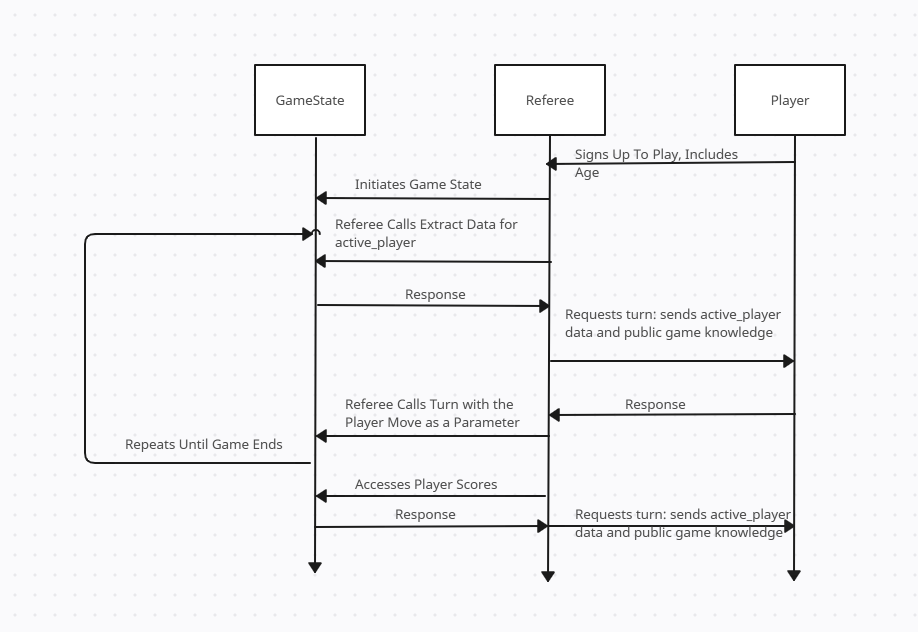 GameState
Referee
Player
Signs Up To Play, Includes
Age
Initiates Game State
Referee Calls Extract Data for
active_player
Response
Requests turn: sends active_player
data and public game knowledge
Referee Calls Turn with the
Player Move as a Parameter
Response
Repeats Until Game Ends
Accesses Player Scores
Response
Requests turn: sends active_player
data and public game knowledge